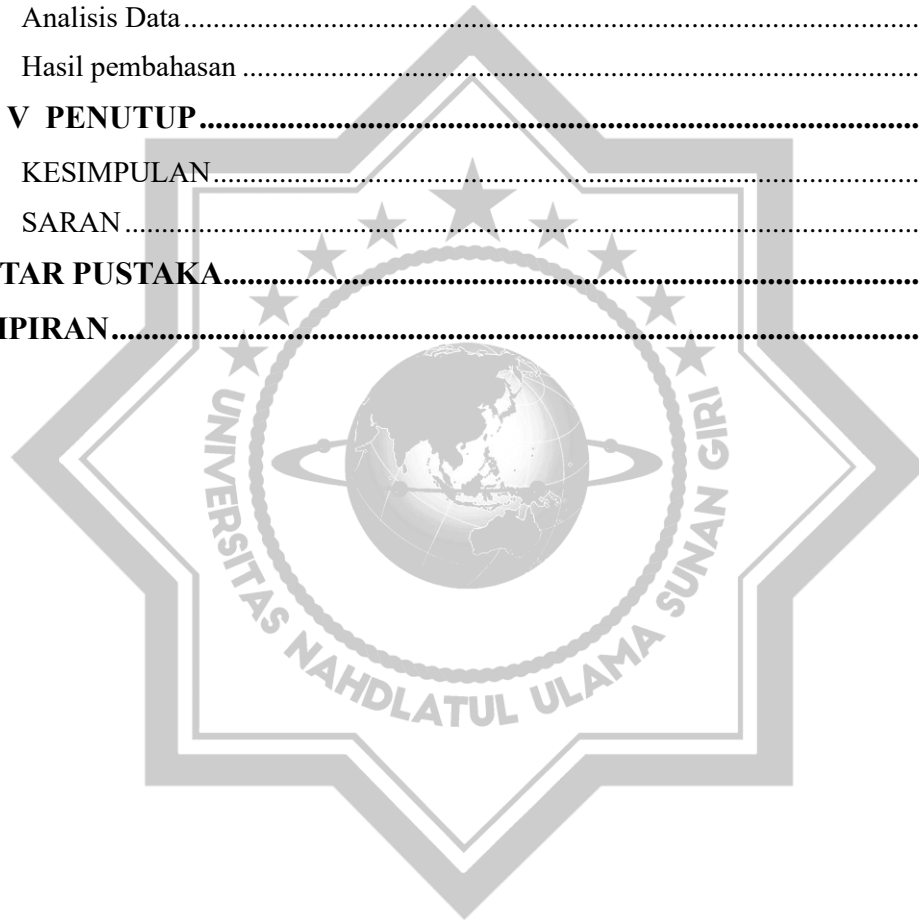 Analisis Data
Hasil pembahasan
V PENUTUP
KESIMPULAN
SARAN
TAR PUSTAKA
IPIRAN
UNIVERSITAS NAHDLATUL ULAMA SUNAN GIRI